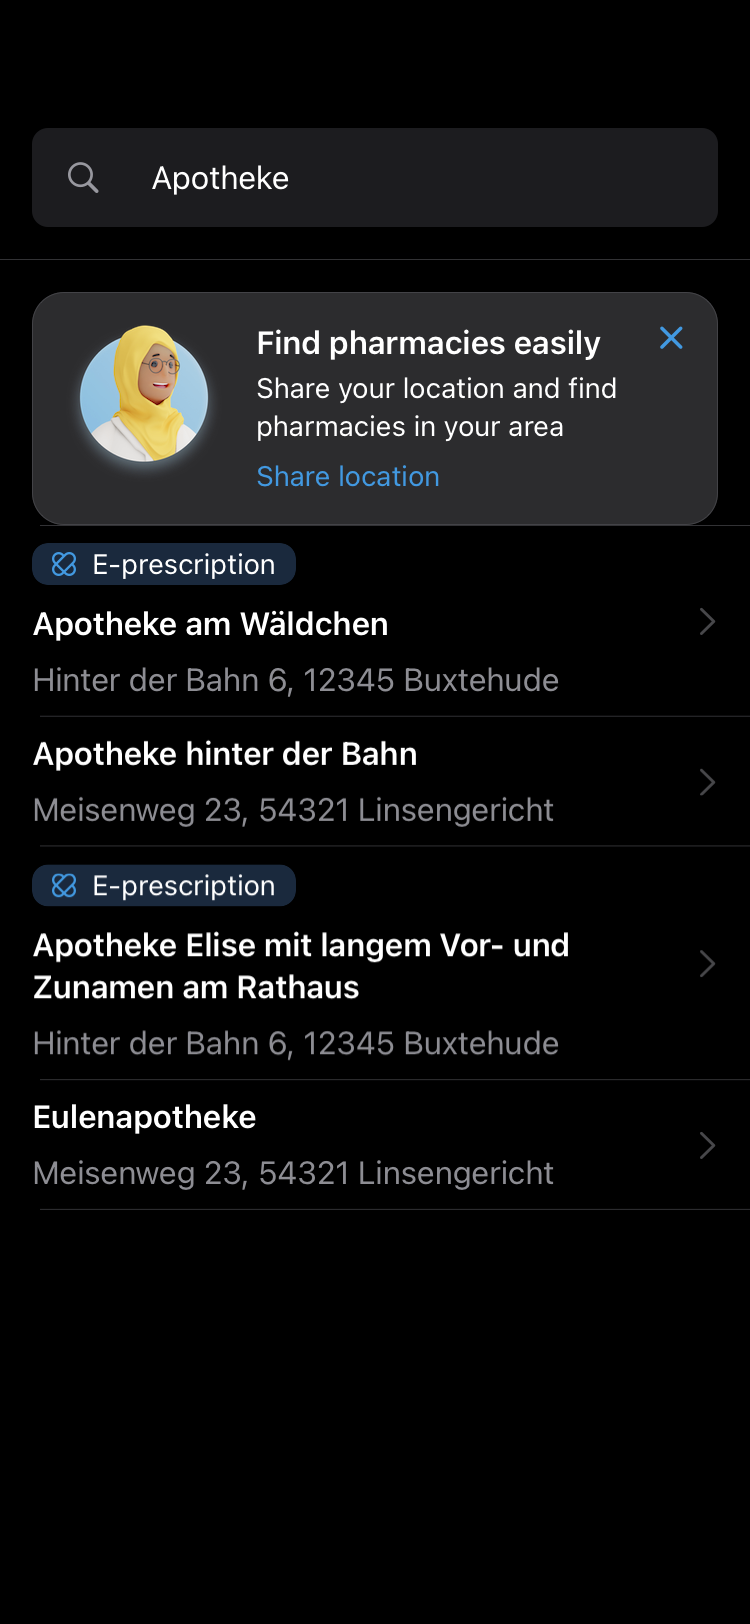 Apotheke
Find pharmacies easily
Share your location and find
pharmacies in your area
Share location
E-prescription
Apotheke am Wäldchen
Hinter der Bahn 6, 12345 Buxtehude
Apotheke hinter der Bahn
Meisenweg 23, 54321 Linsengericht
E-prescription
Apotheke Elise mit langem Vor- und
Zunamen am Rathaus
Hinter der Bahn 6, 12345 Buxtehude
Eulenapotheke
Meisenweg 23, 54321 Linsengericht